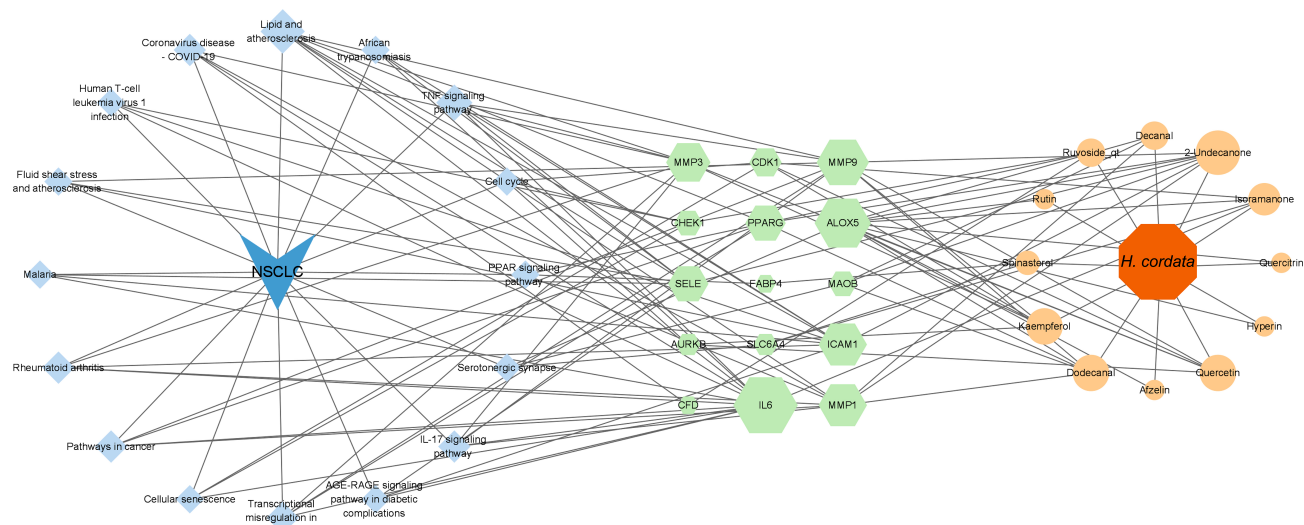 Lipid and
atherosclerosis
Coronavirus disease
- COVID-19
African
trypanosomiasis
Human T-cell
leukemia virus 1
infection
TNF signaling
pathway
Fluid shear stress
and atherosclerosis
Cell cycle
NSCLC
Malaria
PPAR signaling
pathway
Rheumatoid arthritis
Serotonergic synapse
Pathways in cancer
IL-17 signaling
pathway
Cellular senescence
Transcriptional
misregulation in
AGE-RAGE signaling
pathway in diabetic
complications
MMP3
CDK1
MMP9
CHEK1
PPARG
ALOX5
SELE
FABP4
MAOB
AURKB
SLC6A4
ICAM1
CFD
IL6
MMP1
Decanal
Ruvoside_qt
2-Undecanone
Rutin
Isoramanone
Spinasterol
H. cordata
Quercitrin
Kaempferol
Hyperin
Dodecanal
Afzelin
Quercetin